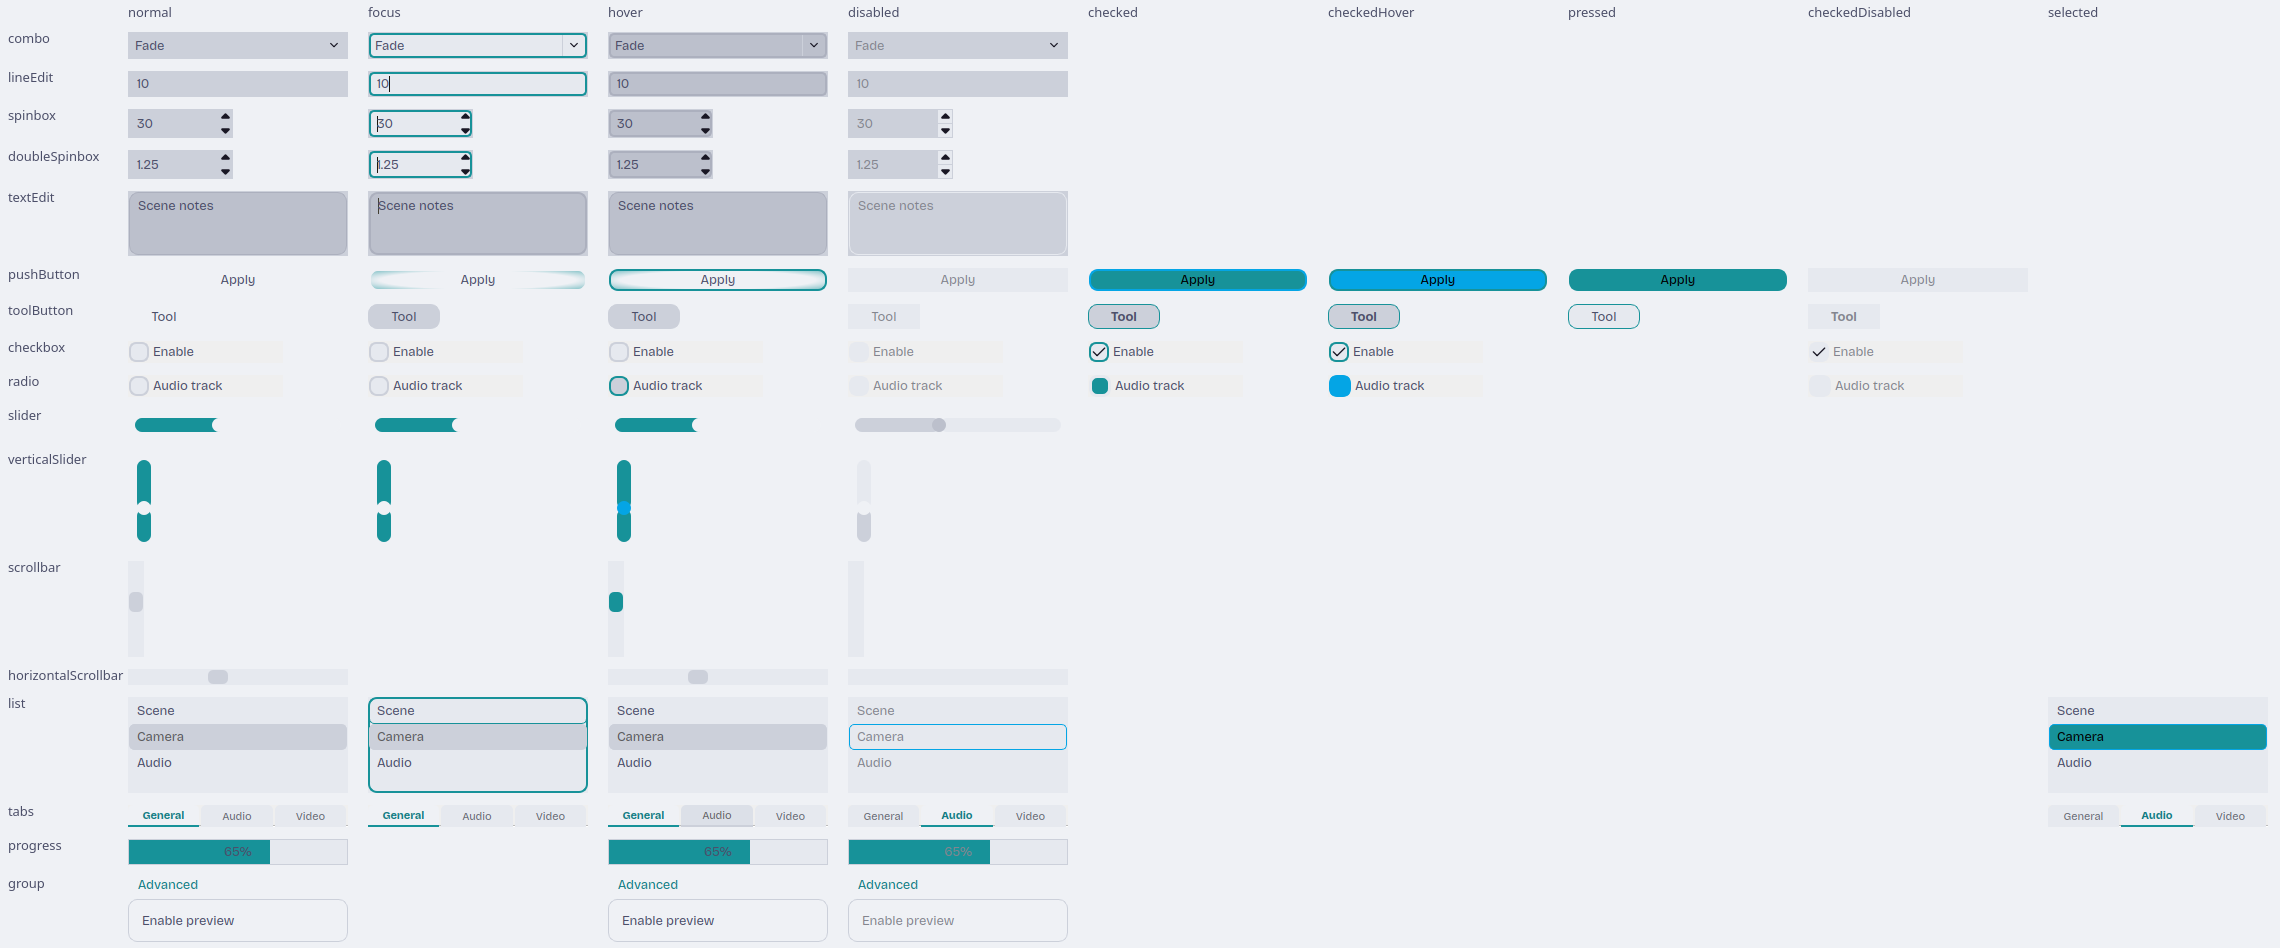 normal focus hover disabled checked checkedHover pressed checkedDisabled selected
combo Fade Fade Fade Fade
lineEdit 10 10 10 10
spinbox 30 30 30 30
doubleSpinbox 1.25 1.25 1.25 1.25
textEdit Scene notes Scene notes Scene notes Scene notes
pushButton Apply Apply Apply Apply Apply Apply Apply Apply
toolButton Tool Tool Tool Tool Tool Tool Tool Tool
checkbox Enable Enable Enable Enable Enable Enable Enable
radio Audio track Audio track Audio track Audio track Audio track Audio track Audio track
slider
verticalSlider
scrollbar
horizontalScrollbar
list Scene Scene Scene Scene Scene
Camera Camera Camera Camera Camera
Audio Audio Audio Audio Audio
tabs General Audio Video General Audio Video General Audio Video General Audio Video General Audio Video
progress 65% 65% 65%
group Advanced Advanced Advanced
Enable preview Enable preview Enable preview